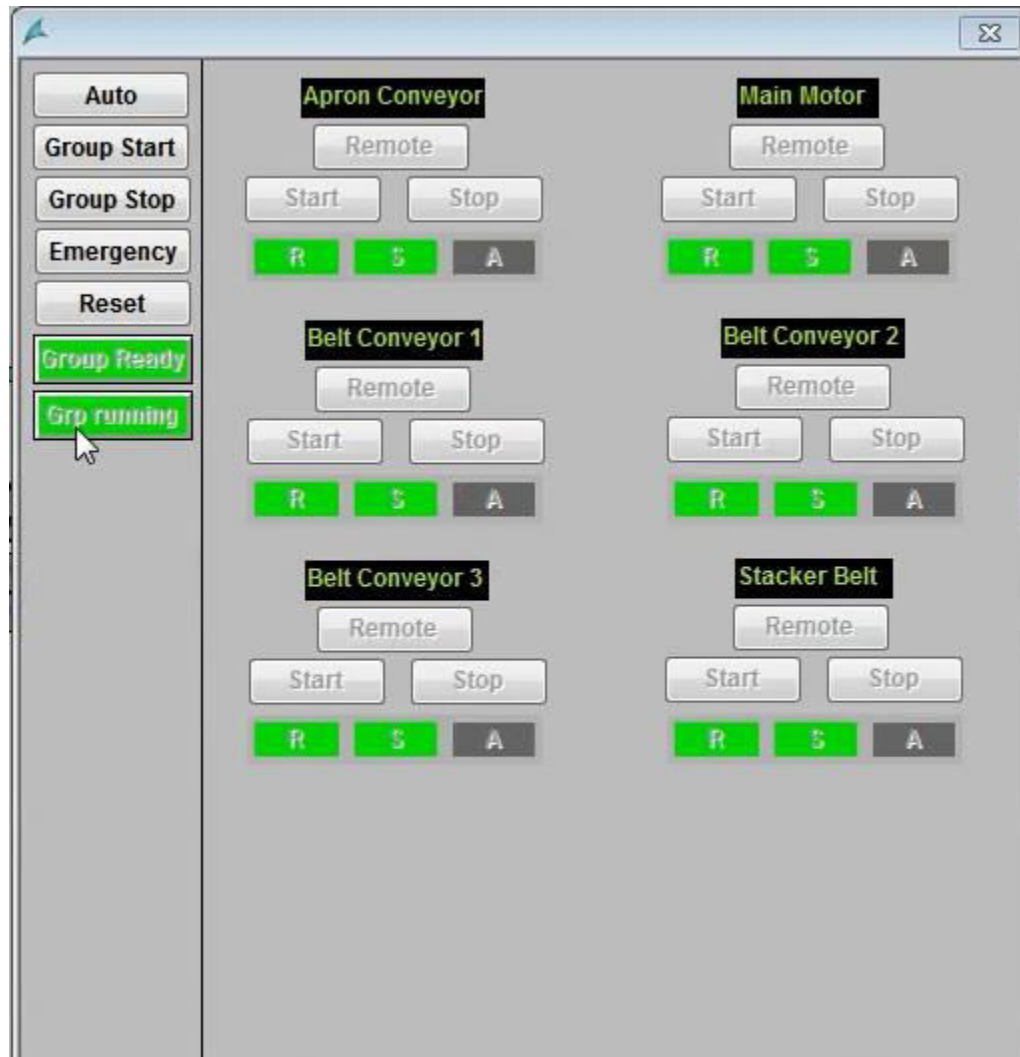 Auto
Group Start
Group Stop
Emergency
Reset
Group Ready
Grp running
Apron Conveyor
Remote
Start Stop
R S A
Main Motor
Remote
Start Stop
R S A
Belt Conveyor 1
Remote
Start Stop
R S A
Belt Conveyor 2
Remote
Start Stop
R S A
Belt Conveyor 3
Remote
Start Stop
R S A
Stacker Belt
Remote
Start Stop
R S A